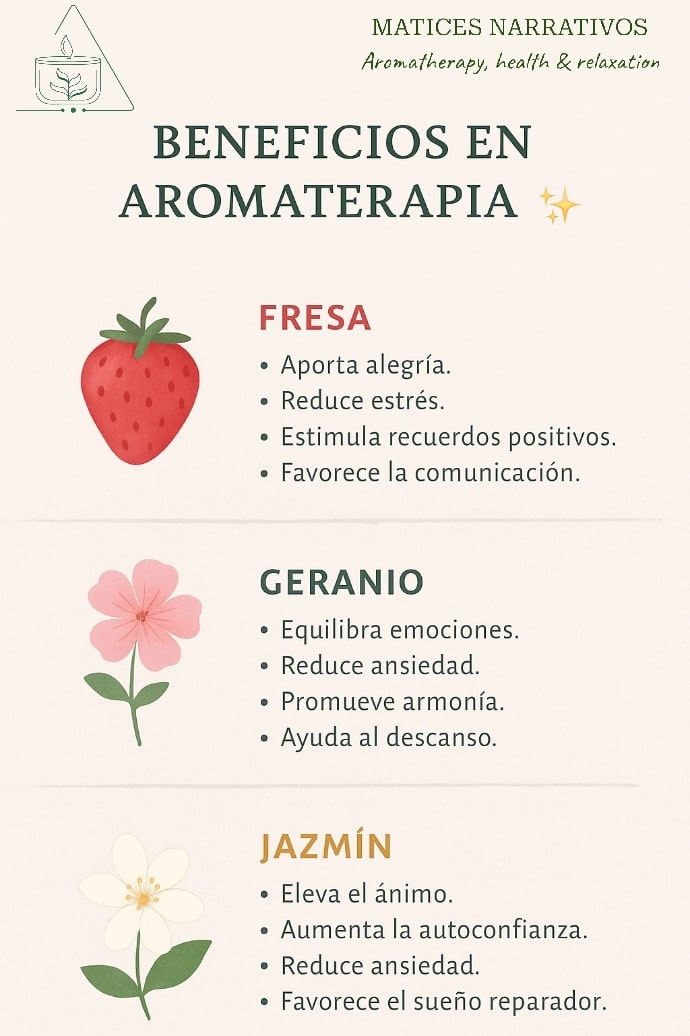 MATICES NARRATIVOS
Aromatherapy, health & relaxation
BENEFICIOS EN
AROMATERAPIA ✨
FRESA
• Aporta alegría.
• Reduce estrés.
• Estimula recuerdos positivos.
• Favorece la comunicación.
GERANIO
• Equilibra emociones.
• Reduce ansiedad.
• Promueve armonía.
• Ayuda al descanso.
JAZMÍN
• Eleva el ánimo.
• Aumenta la autoconfianza.
• Reduce ansiedad.
• Favorece el sueño reparador.